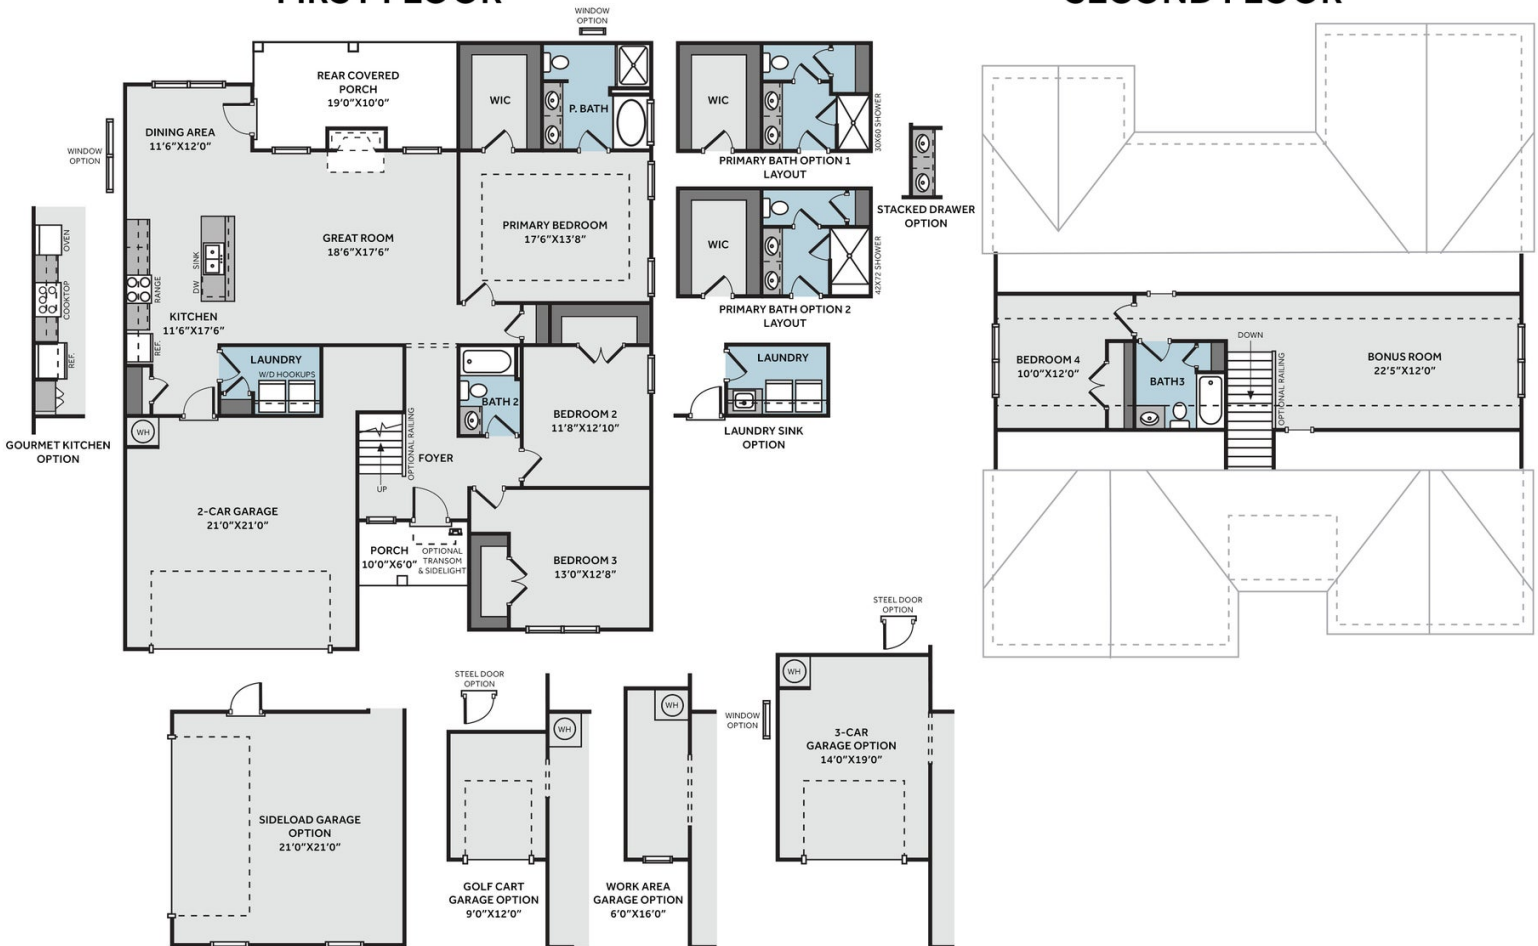 FIRST FLOOR
SECOND FLOOR
WINDOW
OPTION
REAR COVERED
PORCH
19'0"X10'0"
WIC
P. BATH
WIC
30X60 SHOWER
PRIMARY BATH OPTION 1
LAYOUT
DINING AREA
11'6"X12'0"
WINDOW
OPTION
STACKED DRAWER
OPTION
PRIMARY BEDROOM
17'6"X13'8"
GREAT ROOM
18'6"X17'6"
WIC
42X72 SHOWER
PRIMARY BATH OPTION 2
LAYOUT
OVEN
COOKTOP
REF.
GOURMET KITCHEN
OPTION
SINK
DW
RANGE
KITCHEN
11'6"X17'6"
REF.
LAUNDRY
W/D HOOKUPS
LAUNDRY
LAUNDRY SINK
OPTION
BATH 2
BEDROOM 2
11'8"X12'10"
WH
OPTIONAL RAILING
FOYER
UP
2-CAR GARAGE
21'0"X21'0"
PORCH
10'0"X6'0"
OPTIONAL
TRANSOM
& SIDELIGHT
BEDROOM 3
13'0"X12'8"
BEDROOM 4
10'0"X12'0"
BATH3
DOWN
OPTIONAL RAILING
BONUS ROOM
22'5"X12'0"
STEEL DOOR
OPTION
STEEL DOOR
OPTION
WH
WH
WH
WINDOW
OPTION
3-CAR
GARAGE OPTION
14'0"X19'0"
SIDELOAD GARAGE
OPTION
21'0"X21'0"
GOLF CART
GARAGE OPTION
9'0"X12'0"
WORK AREA
GARAGE OPTION
6'0"X16'0"